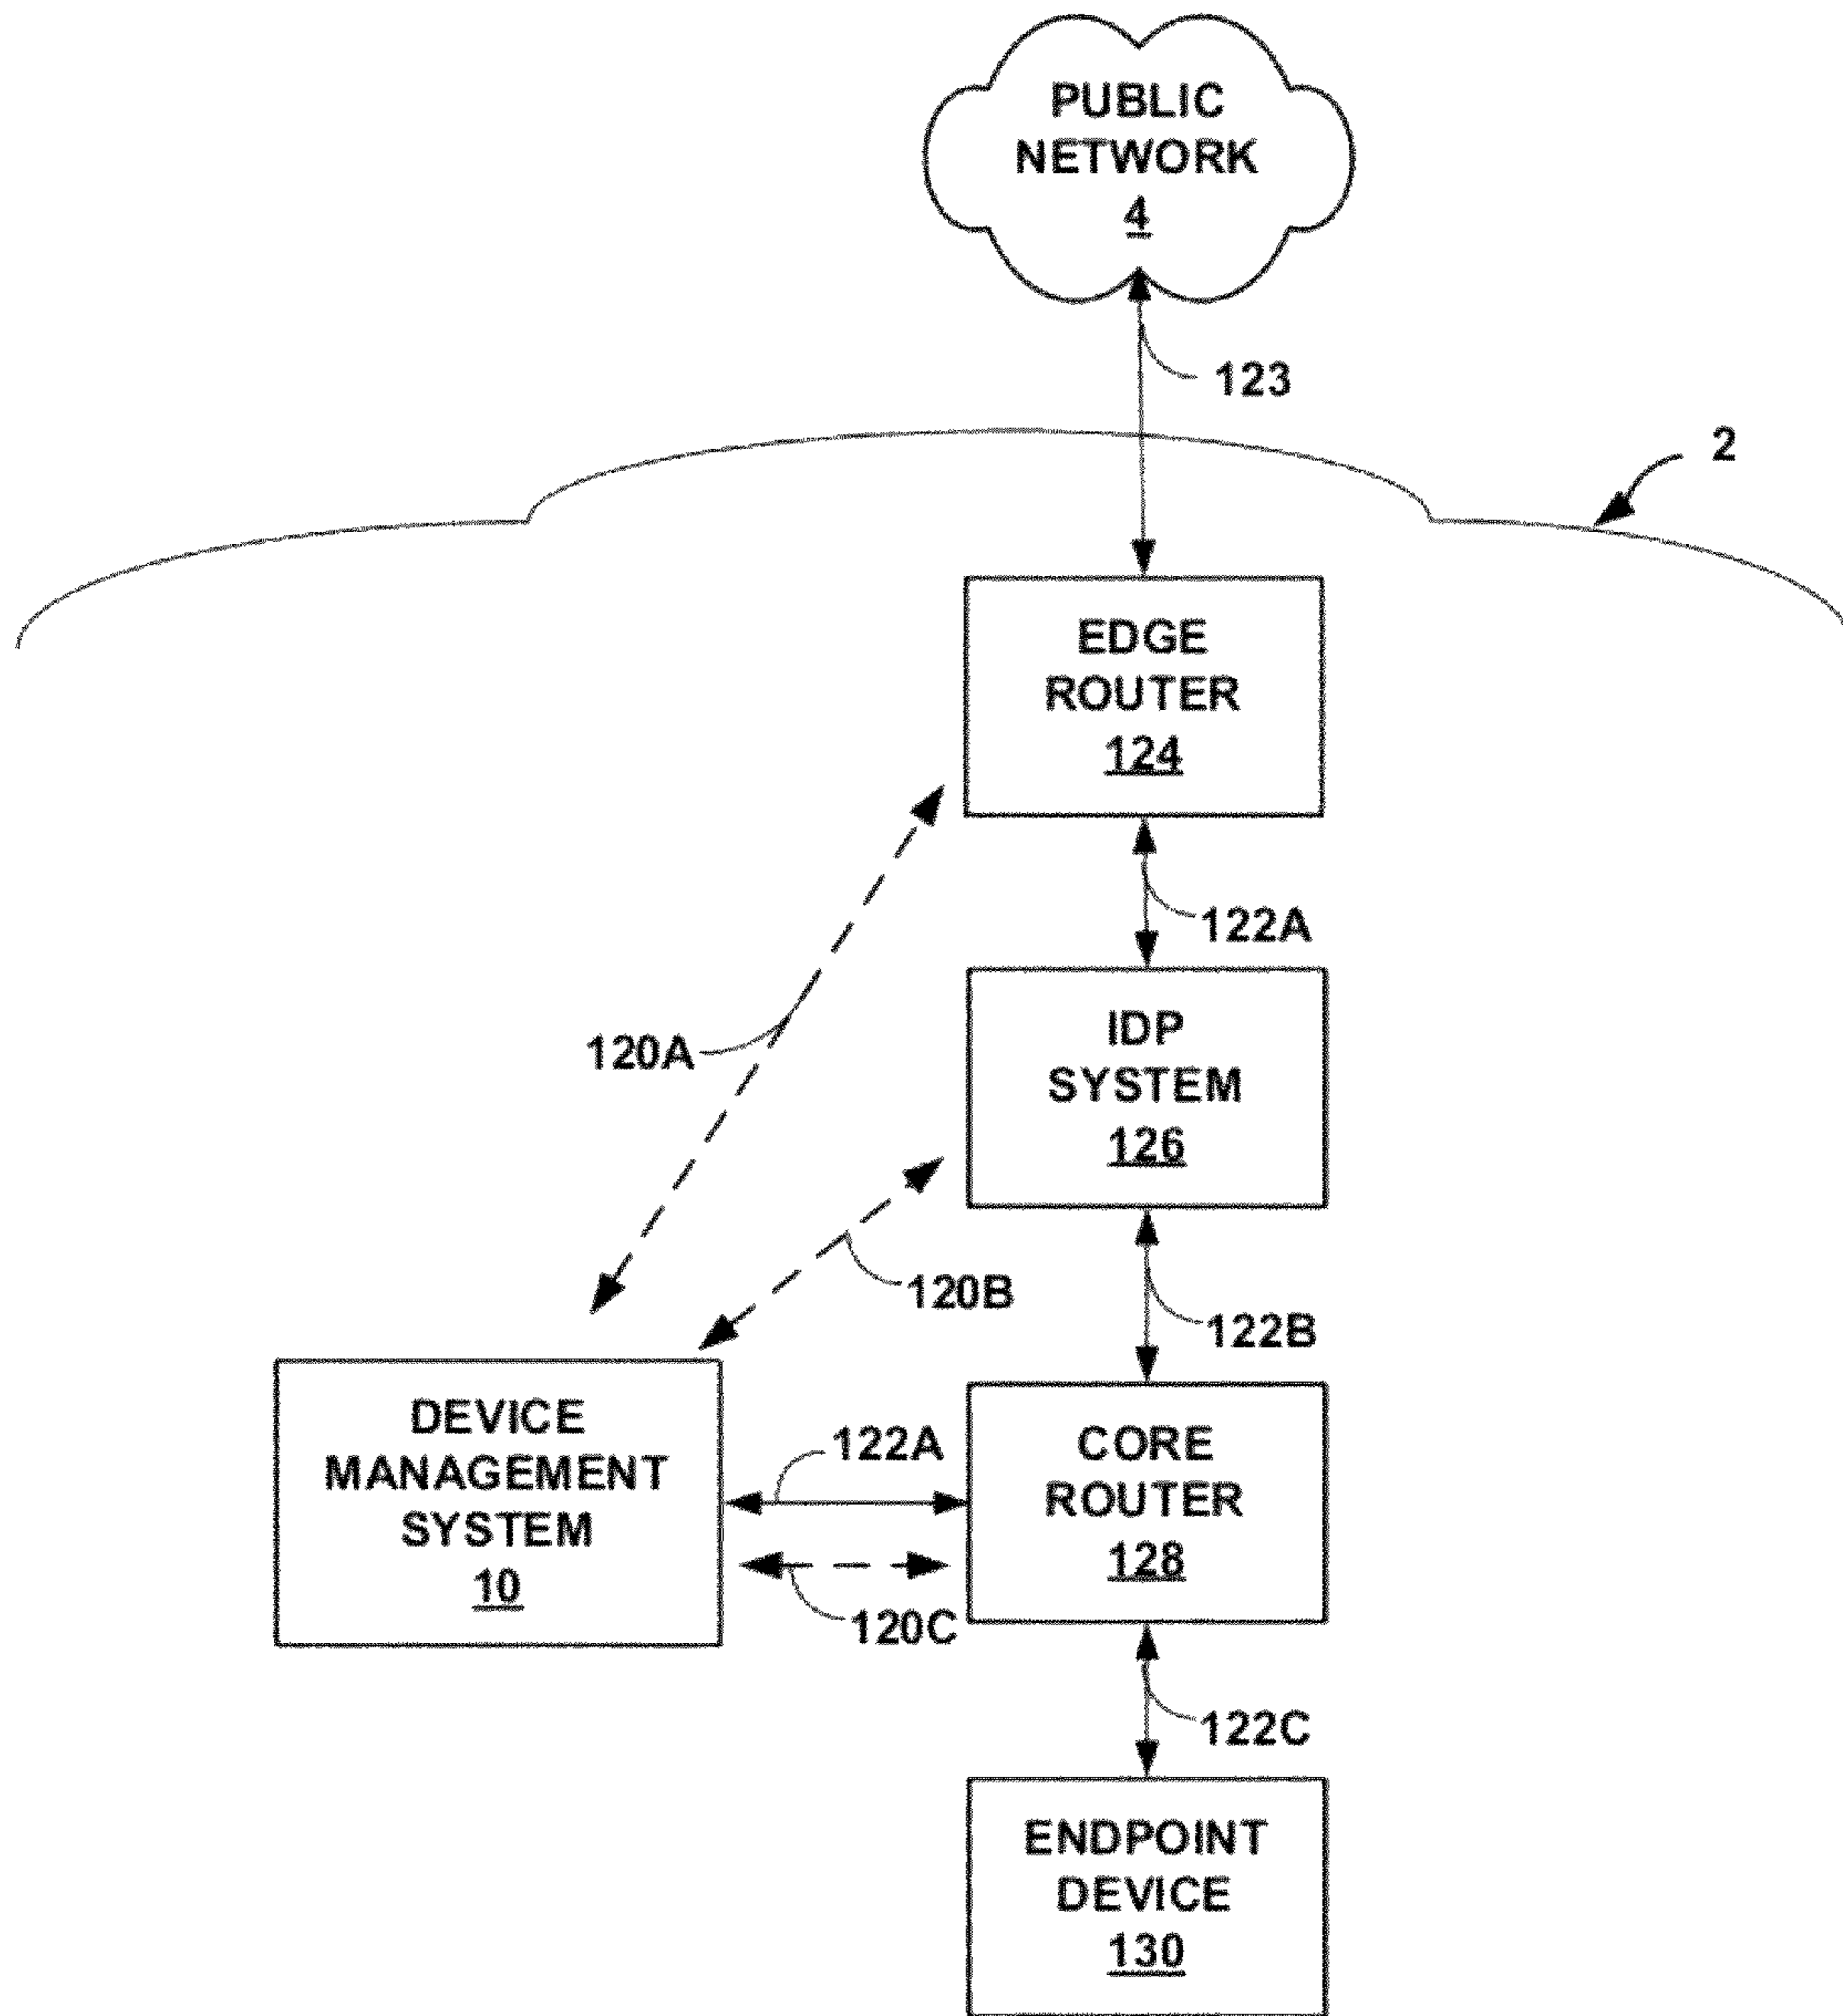 PUBLIC
NETWORK
4
123
2
EDGE
ROUTER
124
122A
IDP
SYSTEM
126
120A
120B
122B
DEVICE
MANAGEMENT
SYSTEM
10
122A
120C
CORE
ROUTER
128
122C
ENDPOINT
DEVICE
130